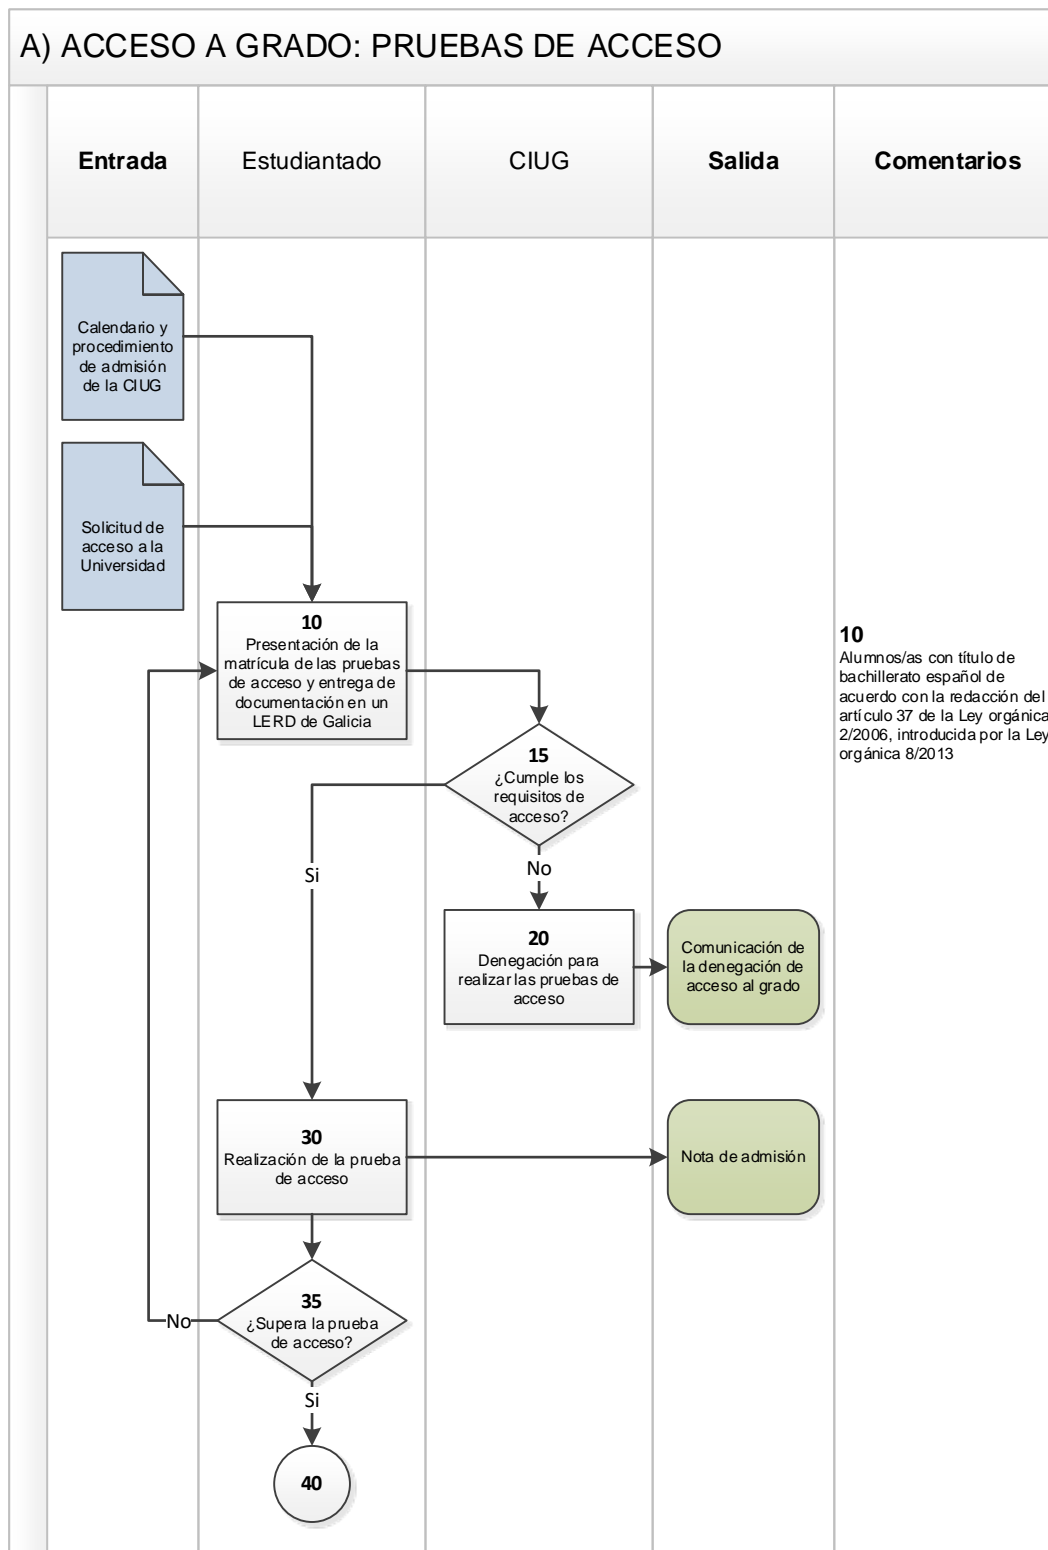 A) ACCESO A GRADO: PRUEBAS DE ACCESO
Entrada
Estudiantado
CIUG
Salida
Comentarios
Calendario y
procedimiento
de admisión
de la CIUG
Solicitud de
acceso a la
Universidad
10
Presentación de la
matrícula de las pruebas
de acceso y entrega de
documentación en un
LERD de Galicia
10
Alumnos/as con título de
bachillerato español de
acuerdo con la redacción del
artículo 37 de la Ley orgánica
2/2006, introducida por la Ley
orgánica 8/2013
15
¿Cumple los
requisitos de
acceso?
Si
No
20
Denegación para
realizar las pruebas de
acceso
Comunicación de
la denegación de
acceso al grado
30
Realización de la prueba
de acceso
Nota de admisión
35
¿Supera la prueba
de acceso?
No
Si
40